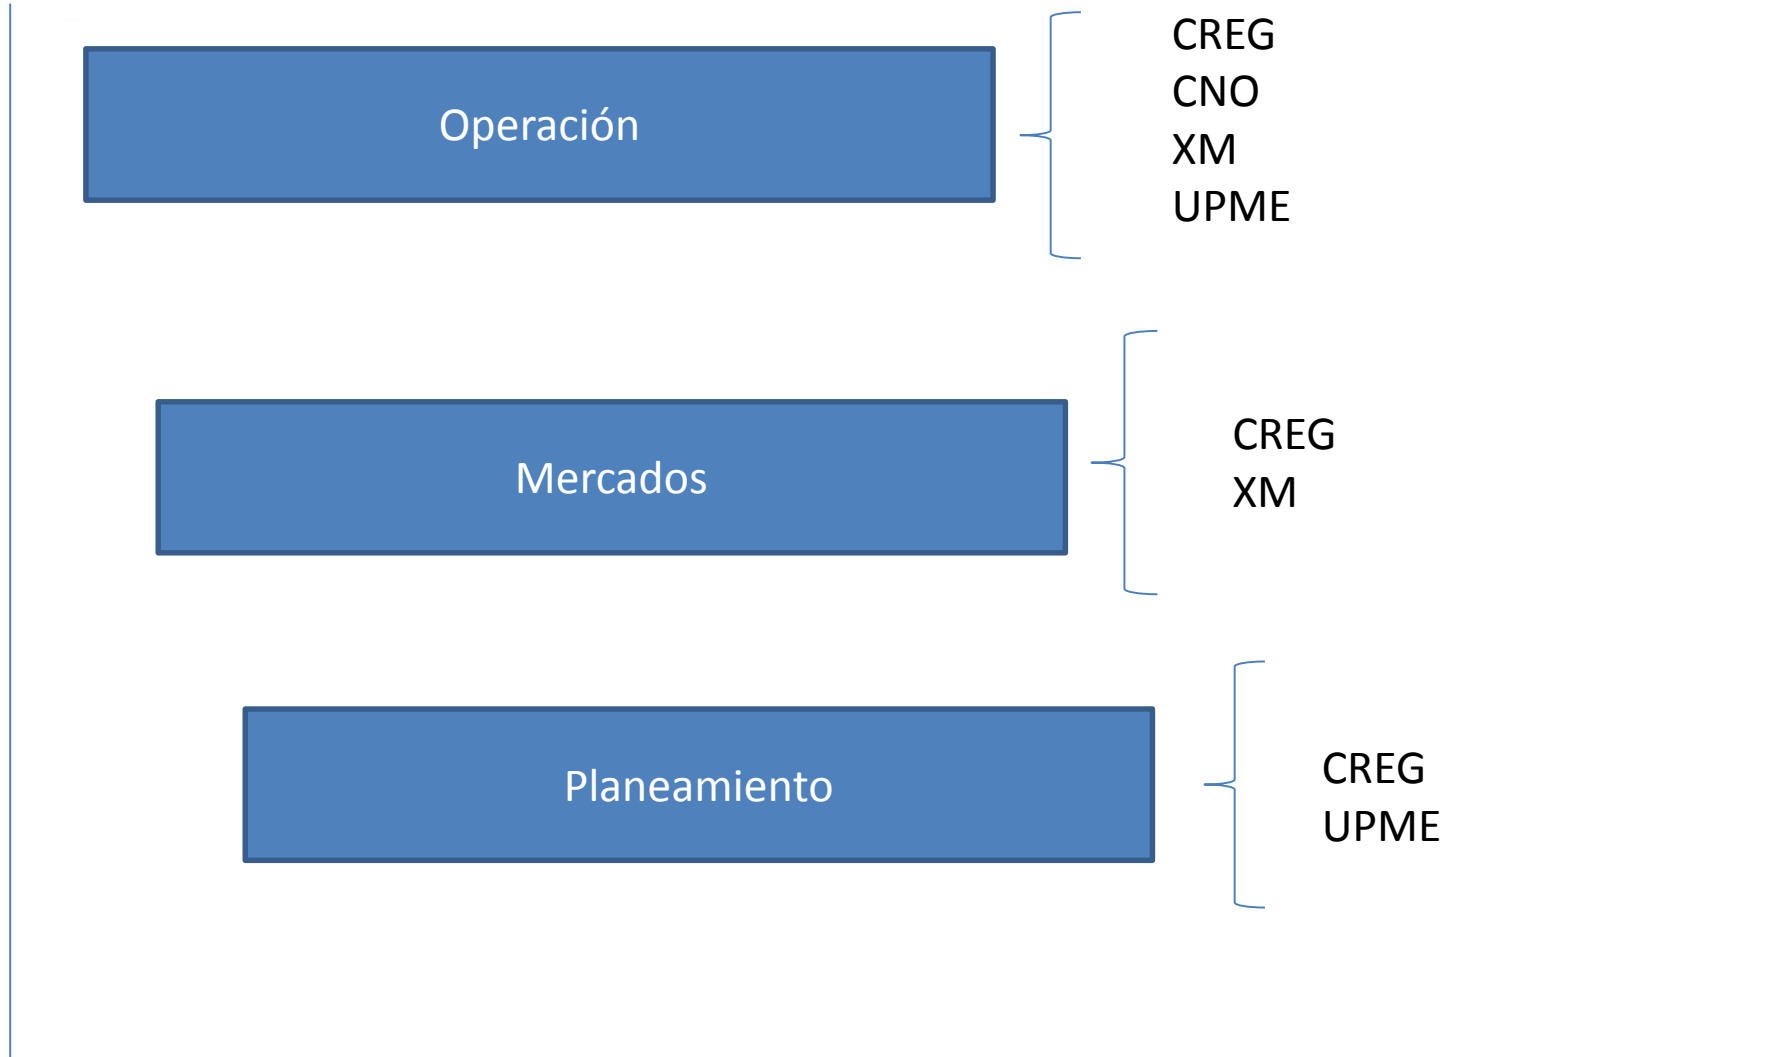 Operación
CREG
CNO
XM
UPME
Mercados
CREG
XM
Planeamiento
CREG
UPME